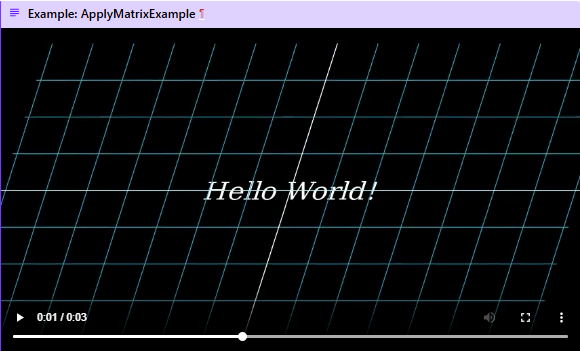 Example: ApplyMatrixExample ¶
Hello World!
0:01 / 0:03